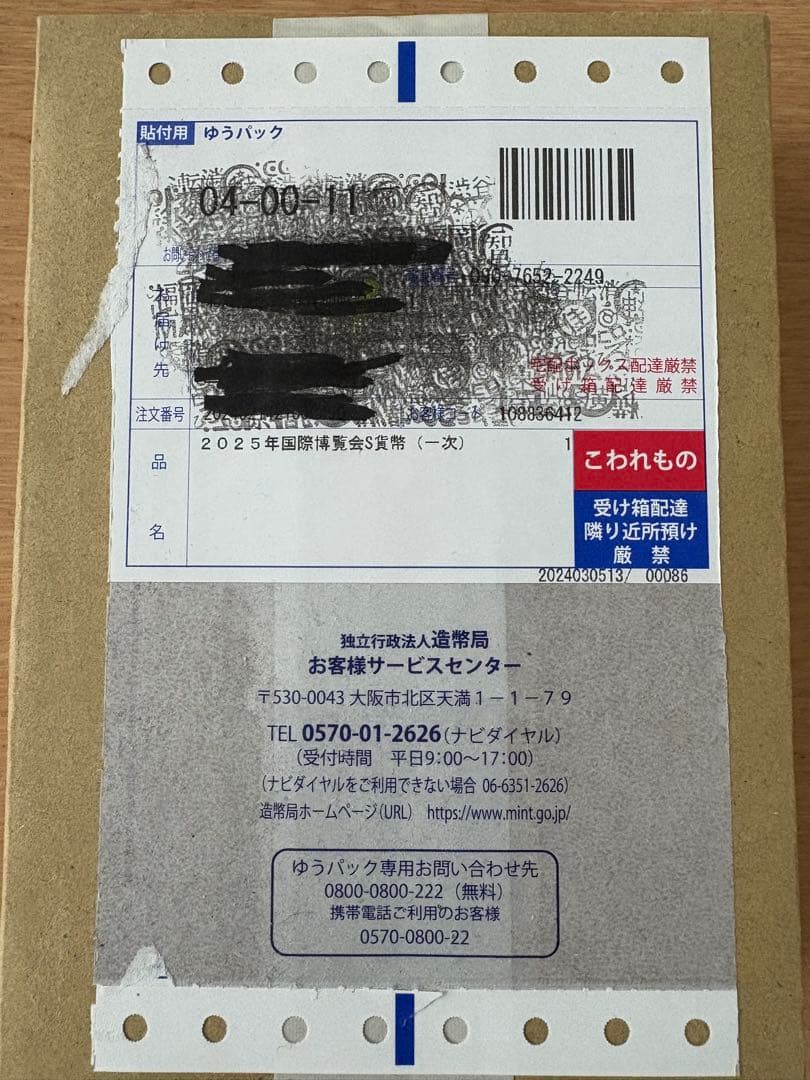 貼付用 ゆうパック
04-00-11
お届け先
宅配ボックス配達厳禁
受け箱配達厳禁
注文番号
お客様コード 108836412
品名
2025年国際博覧会S貨幣(一次) 1
こわれもの
受け箱配達
隣り近所預け
厳禁
20240305137 00086
独立行政法人造幣局
お客様サービスセンター
〒530-0043 大阪市北区天満1-1-79
TEL 0570-01-2626(ナビダイヤル)
(受付時間 平日9:00〜17:00)
(ナビダイヤルをご利用できない場合 06-6351-2626)
造幣局ホームページ(URL) https://www.mint.go.jp/
ゆうパック専用お問い合わせ先
0800-0800-222(無料)
携帯電話ご利用のお客様
0570-0800-22